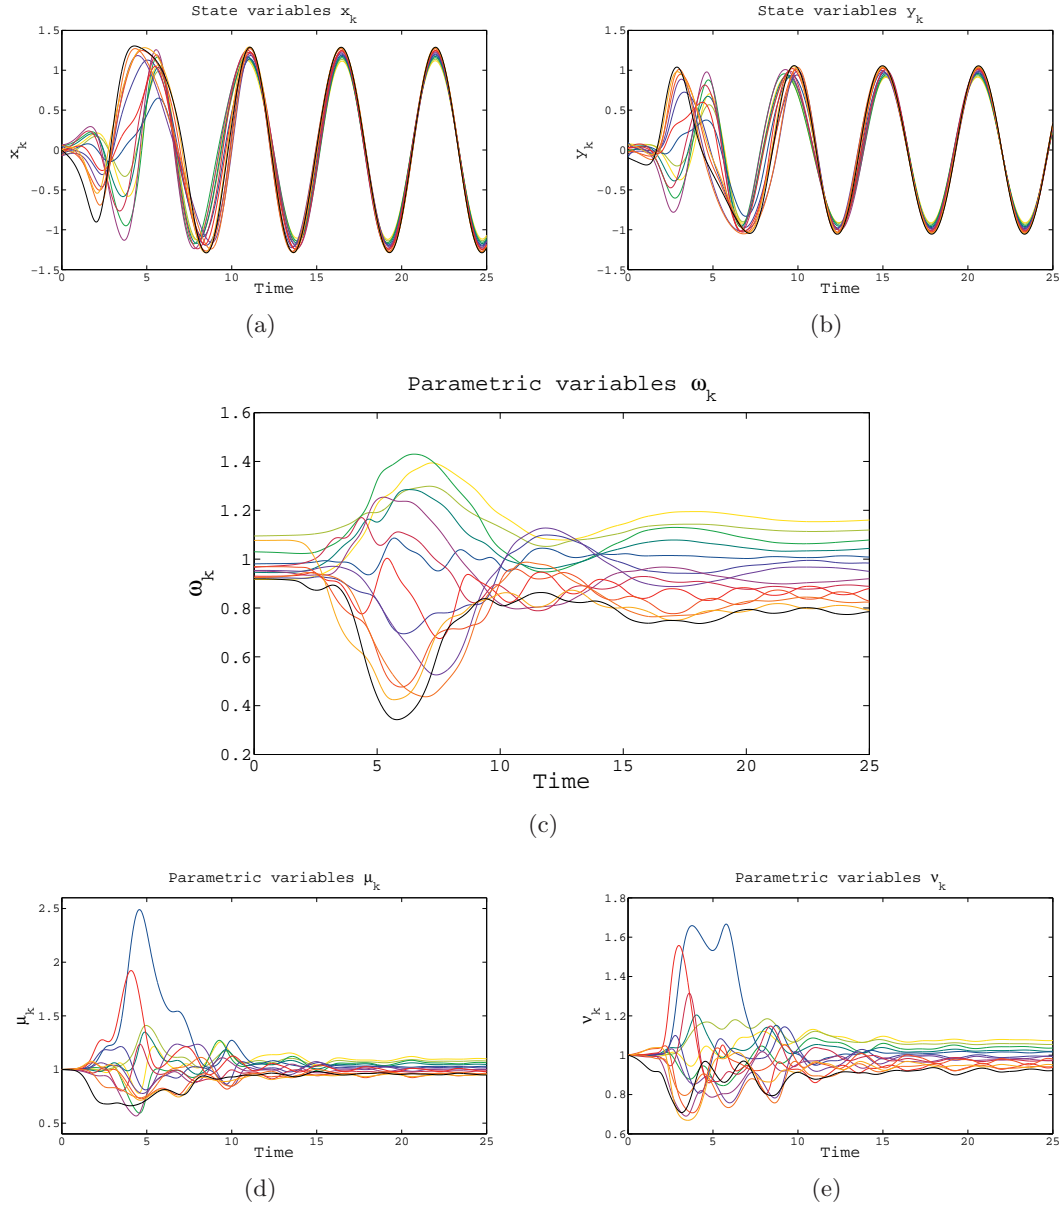 State variables x_k
State variables y_k
1.5
1
0.5
0
−0.5
−1
−1.5
x_k
0 5 10 15 20 25
Time
1.5
1
0.5
0
−0.5
−1
−1.5
y_k
0 5 10 15 20 25
Time
(a)
(b)
Parametric variables ω_k
1.6
1.4
1.2
1
0.8
0.6
0.4
0.2
ω_k
0 5 10 15 20 25
Time
(c)
Parametric variables μ_k
Parametric variables ν_k
2.5
2
1.5
1
0.5
μ_k
0 5 10 15 20 25
Time
1.8
1.6
1.4
1.2
1
0.8
0.6
ν_k
0 5 10 15 20 25
Time
(d)
(e)